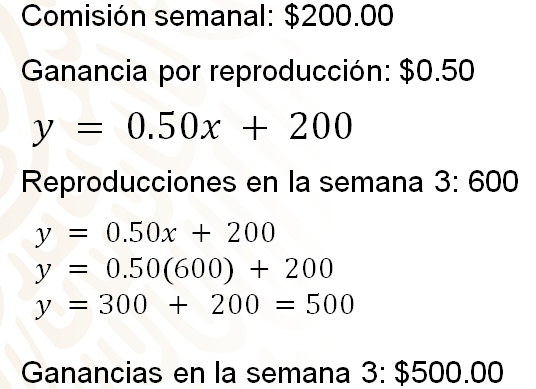 Comisión semanal: $200.00
Ganancia por reproducción: $0.50
y = 0.50x + 200
Reproducciones en la semana 3: 600
y = 0.50x + 200
y = 0.50(600) + 200
y = 300 + 200 = 500
Ganancias en la semana 3: $500.00